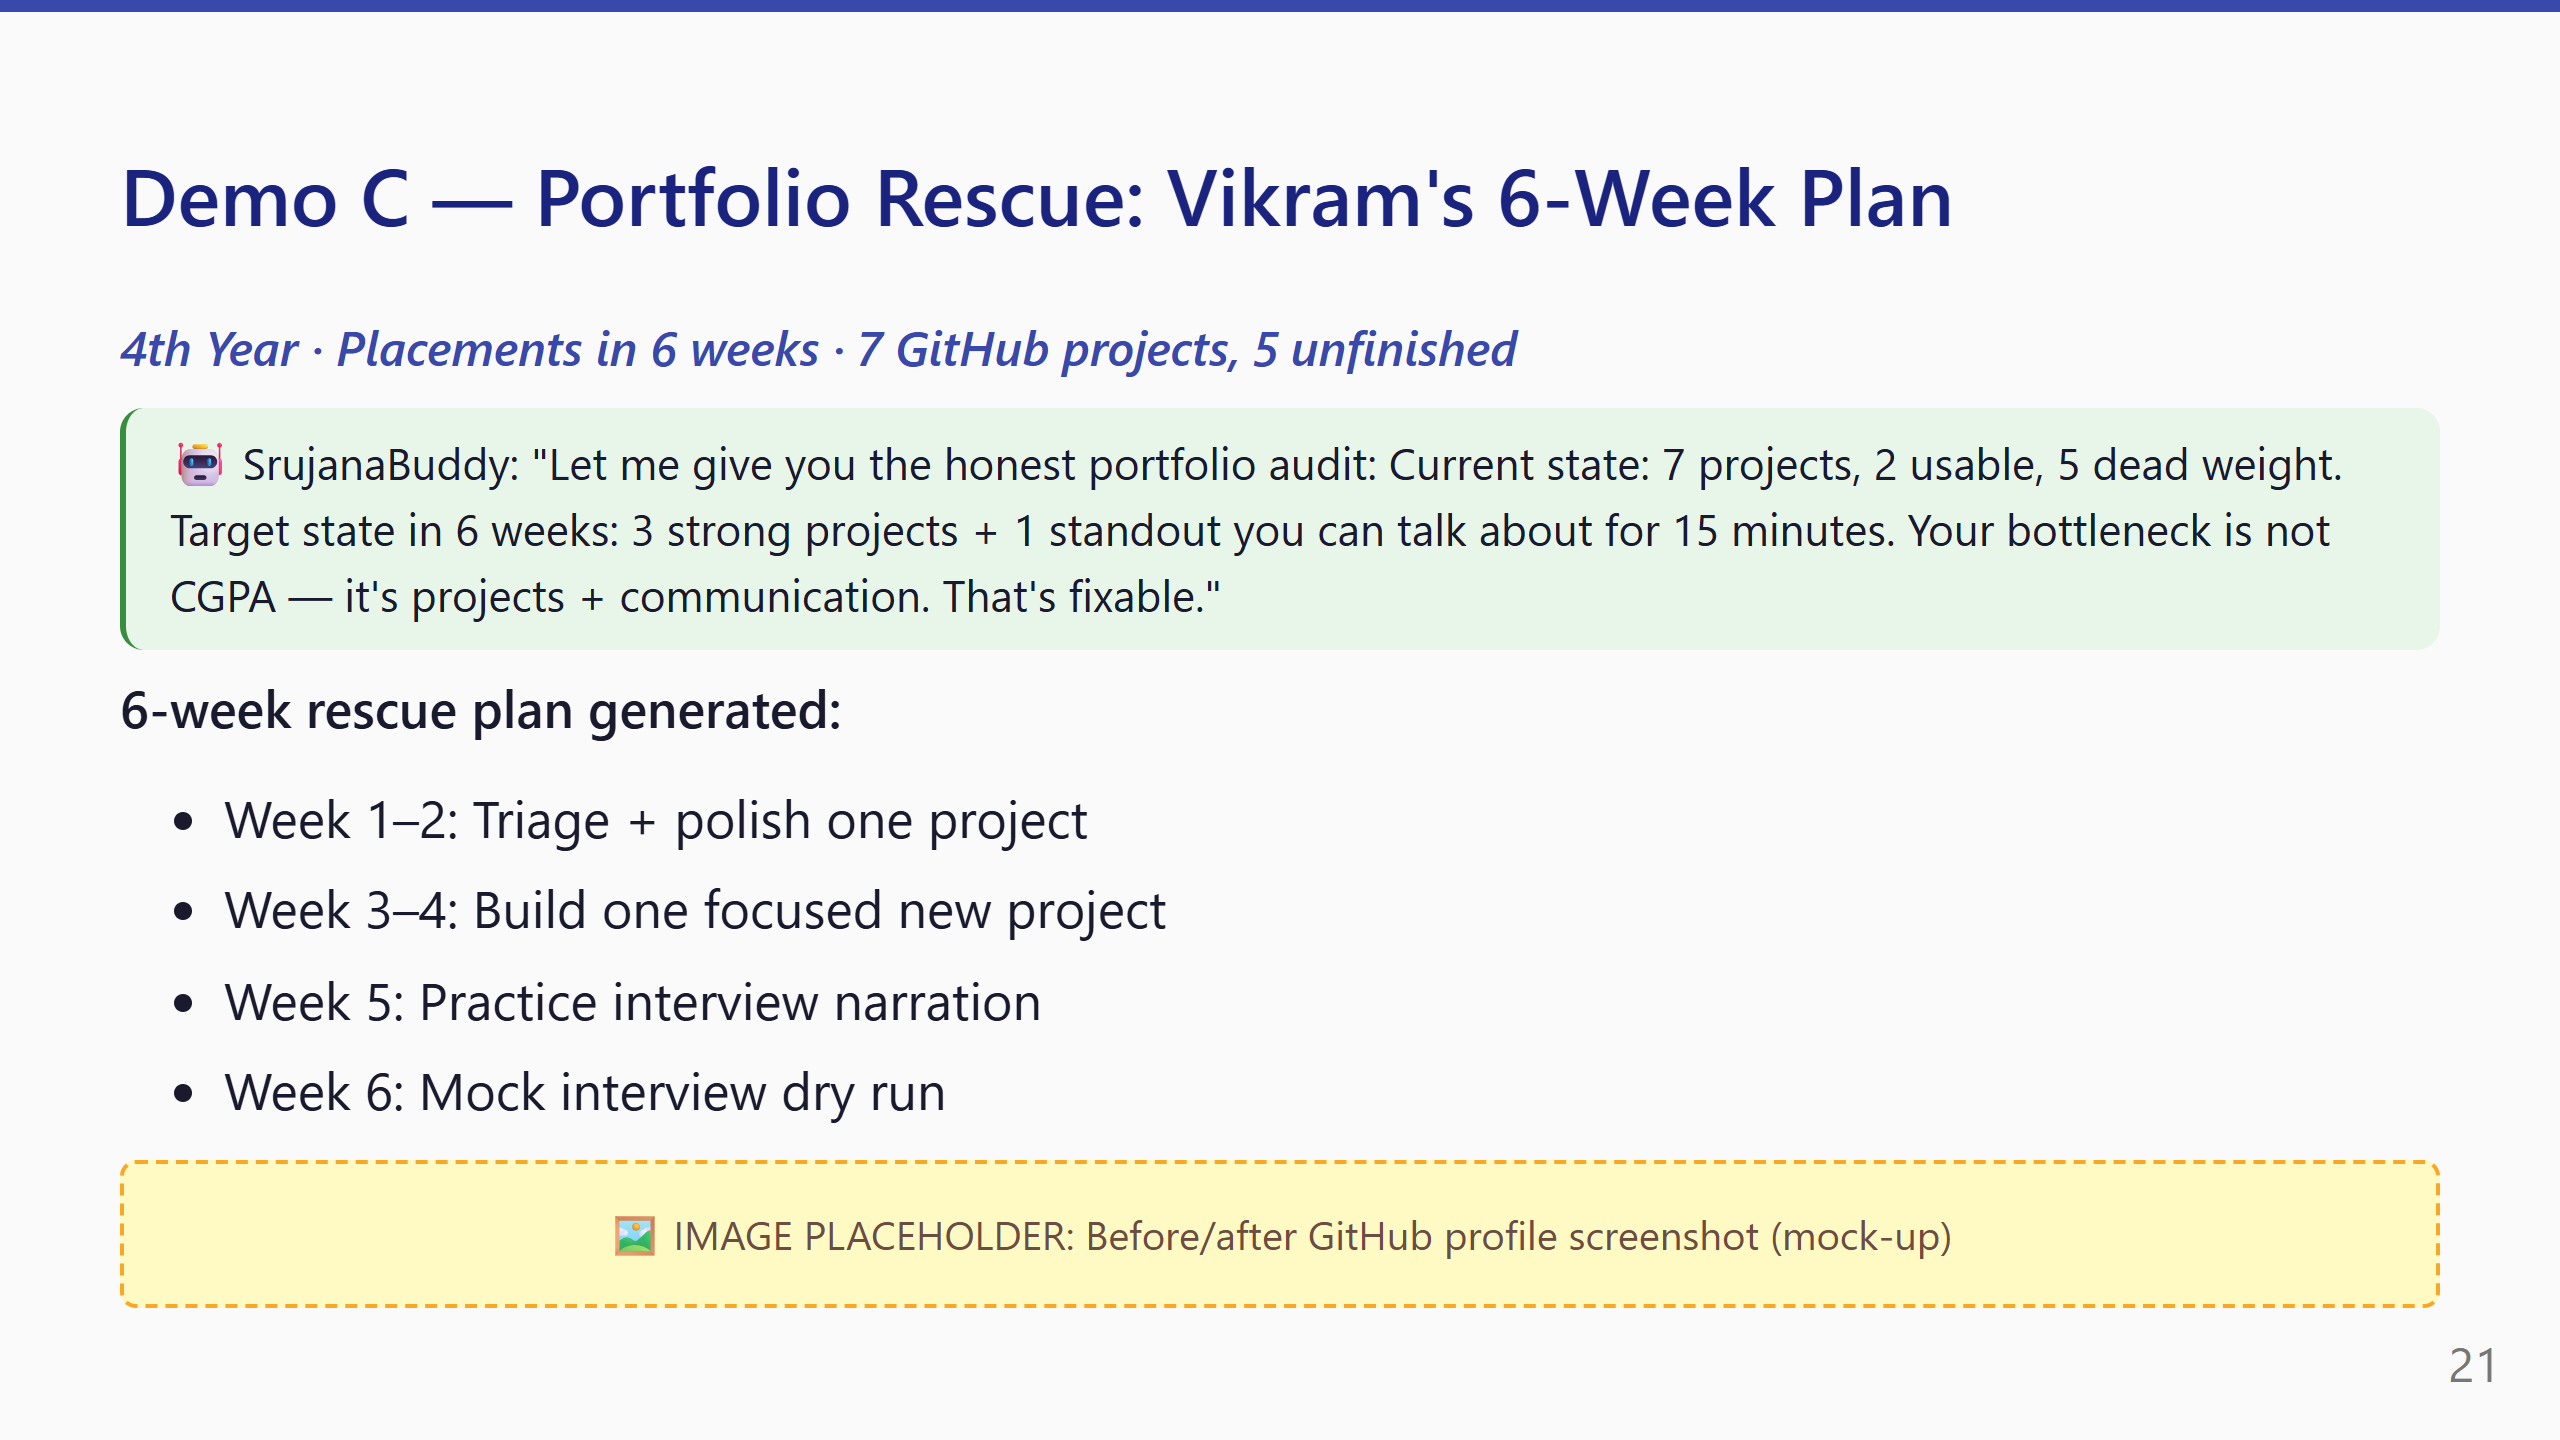 Demo C — Portfolio Rescue: Vikram's 6-Week Plan
4th Year · Placements in 6 weeks · 7 GitHub projects, 5 unfinished
🤖 SrujanaBuddy: "Let me give you the honest portfolio audit: Current state: 7 projects, 2 usable, 5 dead weight.
Target state in 6 weeks: 3 strong projects + 1 standout you can talk about for 15 minutes. Your bottleneck is not
CGPA — it's projects + communication. That's fixable."
6-week rescue plan generated:
• Week 1–2: Triage + polish one project
• Week 3–4: Build one focused new project
• Week 5: Practice interview narration
• Week 6: Mock interview dry run
🖼️ IMAGE PLACEHOLDER: Before/after GitHub profile screenshot (mock-up)
21